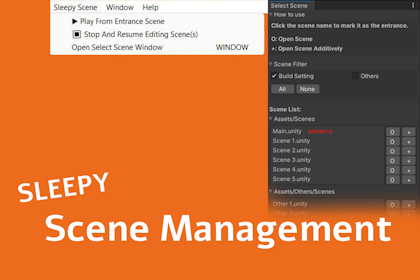 Sleepy Scene Window Help
Play From Entrance Scene
Stop And Resume Editing Scene(s)
Open Select Scene Window WINDOW
Select Scene
How to use
Click the scene name to mark it as the entrance.
O: Open Scene
+: Open Scene Additively
Scene Filter
Build Setting Others
All None
Scene List:
Assets/Scenes
Main.unity O +
Scene 1.unity O +
Scene 2.unity O +
Scene 3.unity O +
Scene 4.unity O +
Scene 5.unity O +
Assets/Others/Scenes
Other 1.unity O +
SLEEPY
Scene Management